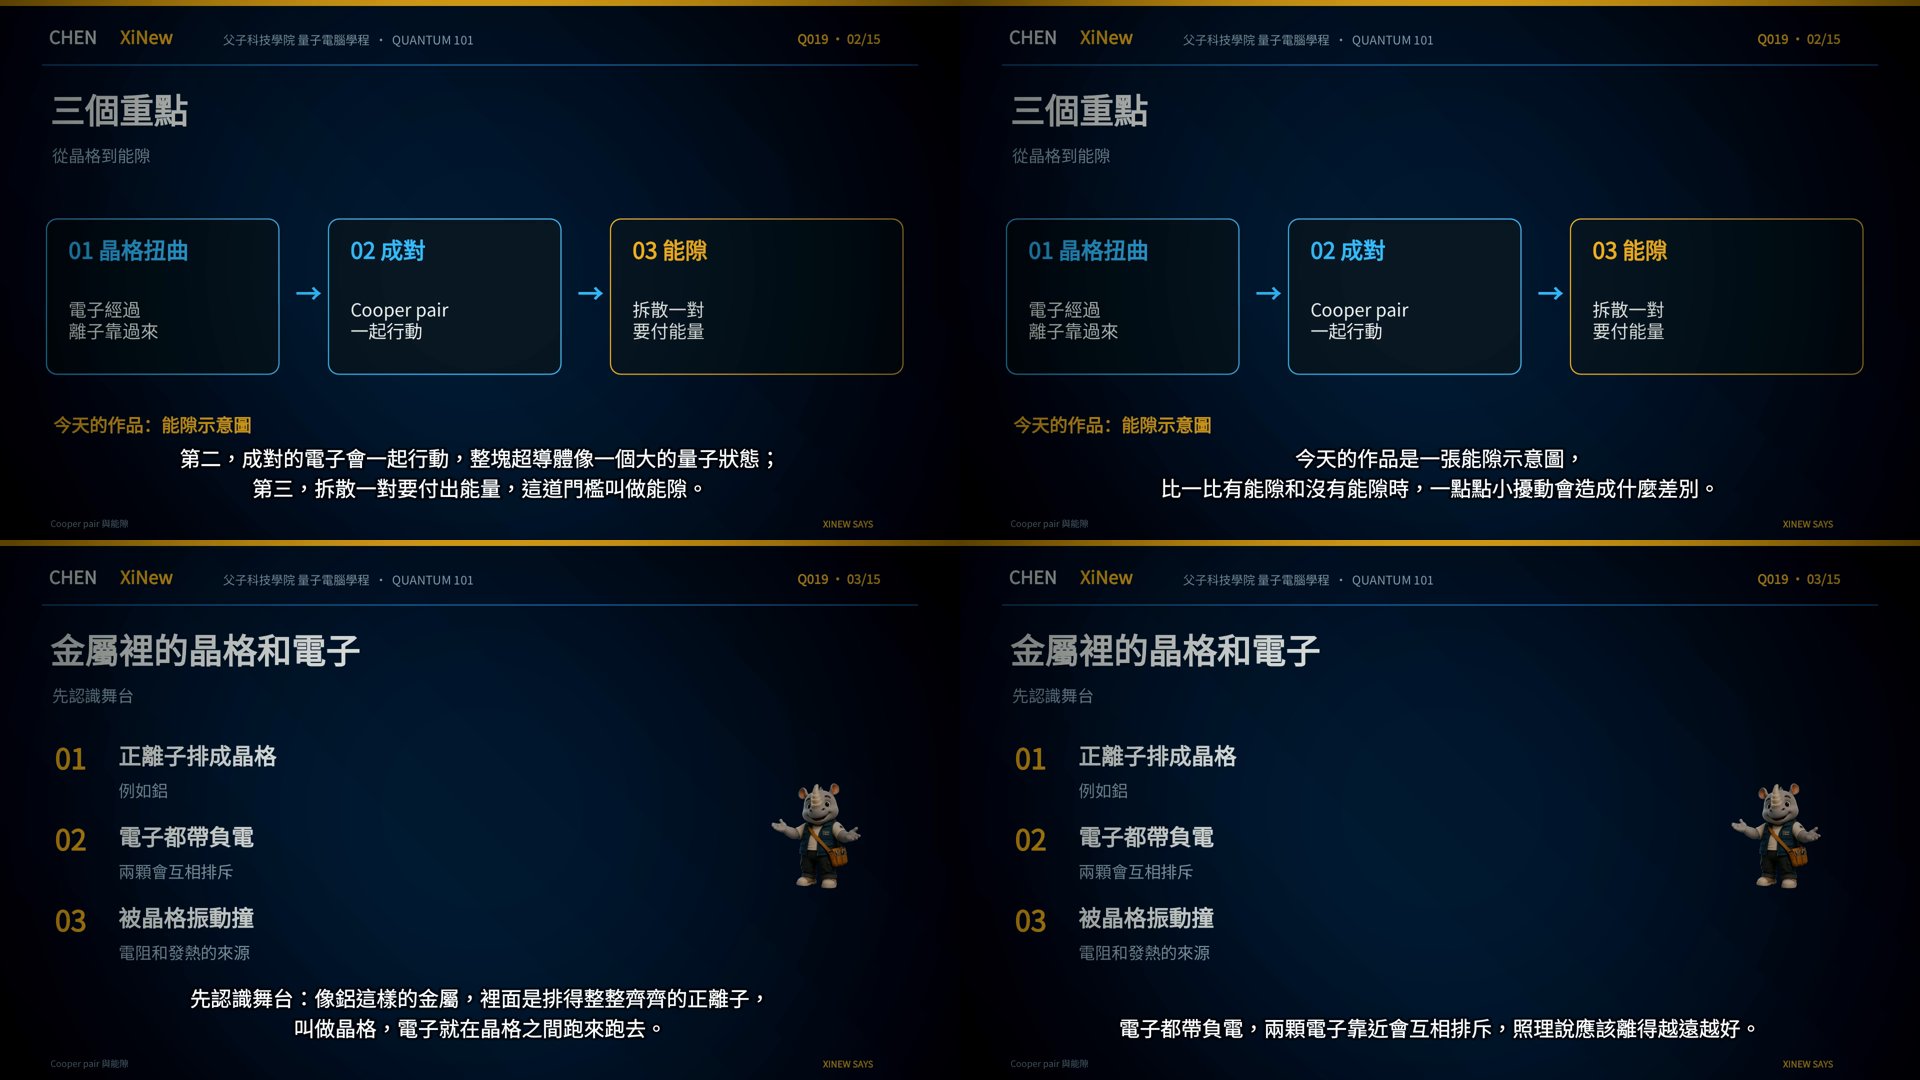 CHEN XiNew 父子科技學院 量子電腦學程 · QUANTUM 101 Q019 · 02/15
三個重點
從晶格到能隙
01 晶格扭曲
電子經過
離子靠過來
→
02 成對
Cooper pair
一起行動
→
03 能隙
拆散一對
要付能量
今天的作品：能隙示意圖
第二，成對的電子會一起行動，整塊超導體像一個大的量子狀態；
第三，拆散一對要付出能量，這道門檻叫做能隙。
Cooper pair 與能隙 XINEW SAYS
CHEN XiNew 父子科技學院 量子電腦學程 · QUANTUM 101 Q019 · 02/15
三個重點
從晶格到能隙
01 晶格扭曲
電子經過
離子靠過來
→
02 成對
Cooper pair
一起行動
→
03 能隙
拆散一對
要付能量
今天的作品：能隙示意圖
今天的作品是一張能隙示意圖，
比一比有能隙和沒有能隙時，一點點小擾動會造成什麼差別。
Cooper pair 與能隙 XINEW SAYS
CHEN XiNew 父子科技學院 量子電腦學程 · QUANTUM 101 Q019 · 03/15
金屬裡的晶格和電子
先認識舞台
01 正離子排成晶格
例如鋁
02 電子都帶負電
兩顆會互相排斥
03 被晶格振動撞
電阻和發熱的來源
先認識舞台：像鋁這樣的金屬，裡面是排得整整齊齊的正離子，
叫做晶格，電子就在晶格之間跑來跑去。
Cooper pair 與能隙 XINEW SAYS
CHEN XiNew 父子科技學院 量子電腦學程 · QUANTUM 101 Q019 · 03/15
金屬裡的晶格和電子
先認識舞台
01 正離子排成晶格
例如鋁
02 電子都帶負電
兩顆會互相排斥
03 被晶格振動撞
電阻和發熱的來源
電子都帶負電，兩顆電子靠近會互相排斥，照理說應該離得越遠越好。
Cooper pair 與能隙 XINEW SAYS